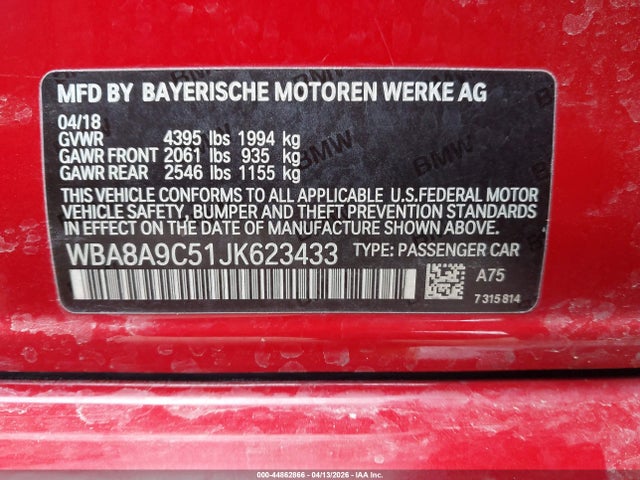 MFD BY BAYERISCHE MOTOREN WERKE AG
04/18
GVWR 4395 lbs 1994 kg
GAWR FRONT 2061 lbs 935 kg
GAWR REAR 2546 lbs 1155 kg
THIS VEHICLE CONFORMS TO ALL APPLICABLE U.S.FEDERAL MOTOR
VEHICLE SAFETY, BUMPER AND THEFT PREVENTION STANDARDS
IN EFFECT ON THE DATE OF MANUFACTURE SHOWN ABOVE.
WBA8A9C51JK623433 TYPE: PASSENGER CAR
A75
7 315 814
000-44862866 - 04/13/2026 - IAA Inc.